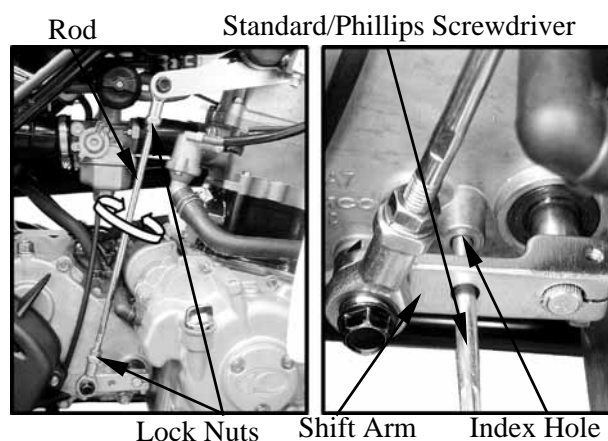 Rod
Standard/Phillips Screwdriver
Lock Nuts
Shift Arm
Index Hole